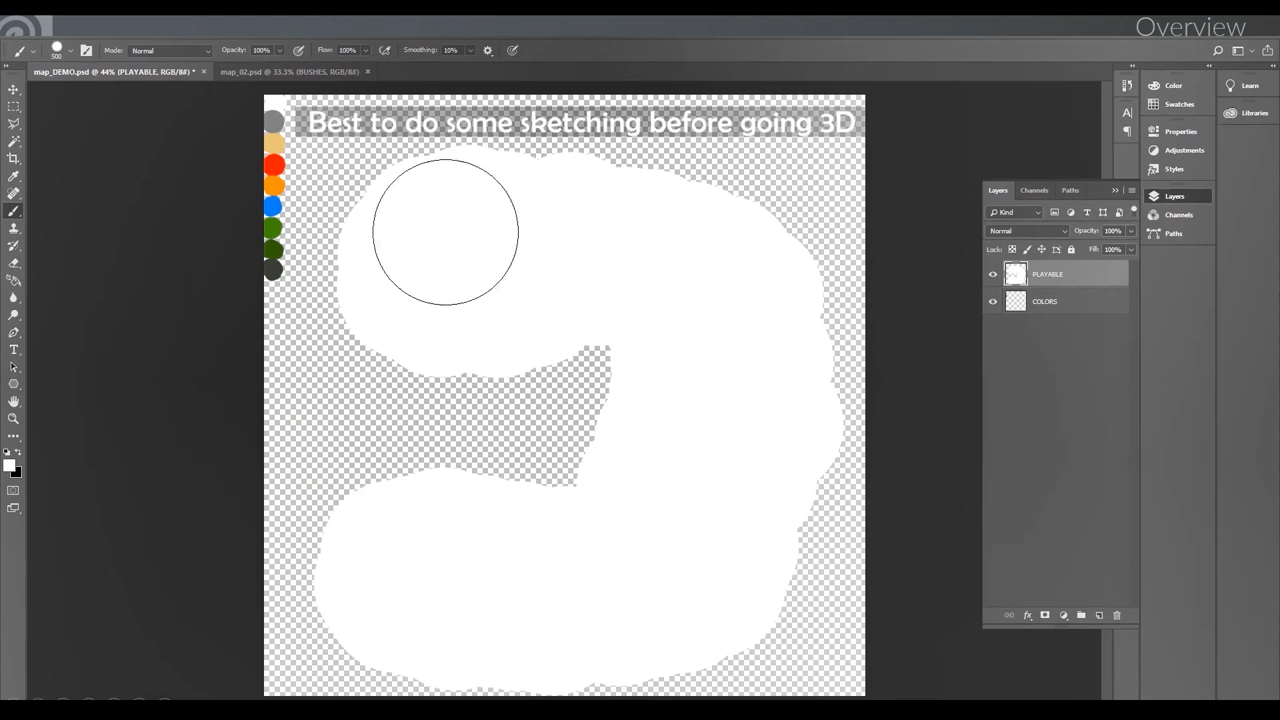 Overview
500
Mode: Normal
Opacity: 100%
Flow: 100%
Smoothing: 10%
map_DEMO.psd @ 44% (PLAYABLE, RGB/8#) *
map_02.psd @ 33.3% (BUSHES, RGB/8#)
Best to do some sketching before going 3D
Color
Swatches
Properties
Adjustments
Styles
Layers
Channels
Paths
Learn
Libraries
Layers
Channels
Paths
Kind
Normal
Opacity: 100%
Lock:
Fill: 100%
PLAYABLE
COLORS